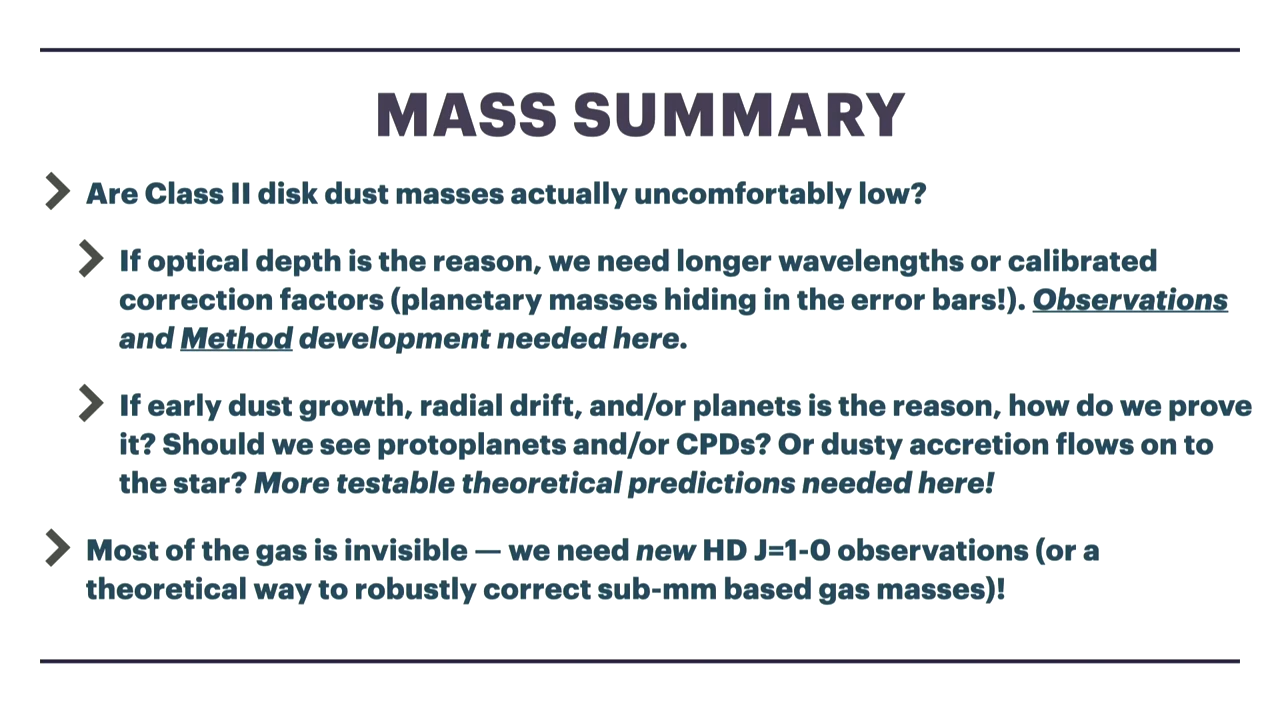 MASS SUMMARY
Are Class II disk dust masses actually uncomfortably low?
If optical depth is the reason, we need longer wavelengths or calibrated
correction factors (planetary masses hiding in the error bars!). Observations
and Method development needed here.
If early dust growth, radial drift, and/or planets is the reason, how do we prove
it? Should we see protoplanets and/or CPDs? Or dusty accretion flows on to
the star? More testable theoretical predictions needed here!
Most of the gas is invisible — we need new HD J=1-0 observations (or a
theoretical way to robustly correct sub-mm based gas masses)!